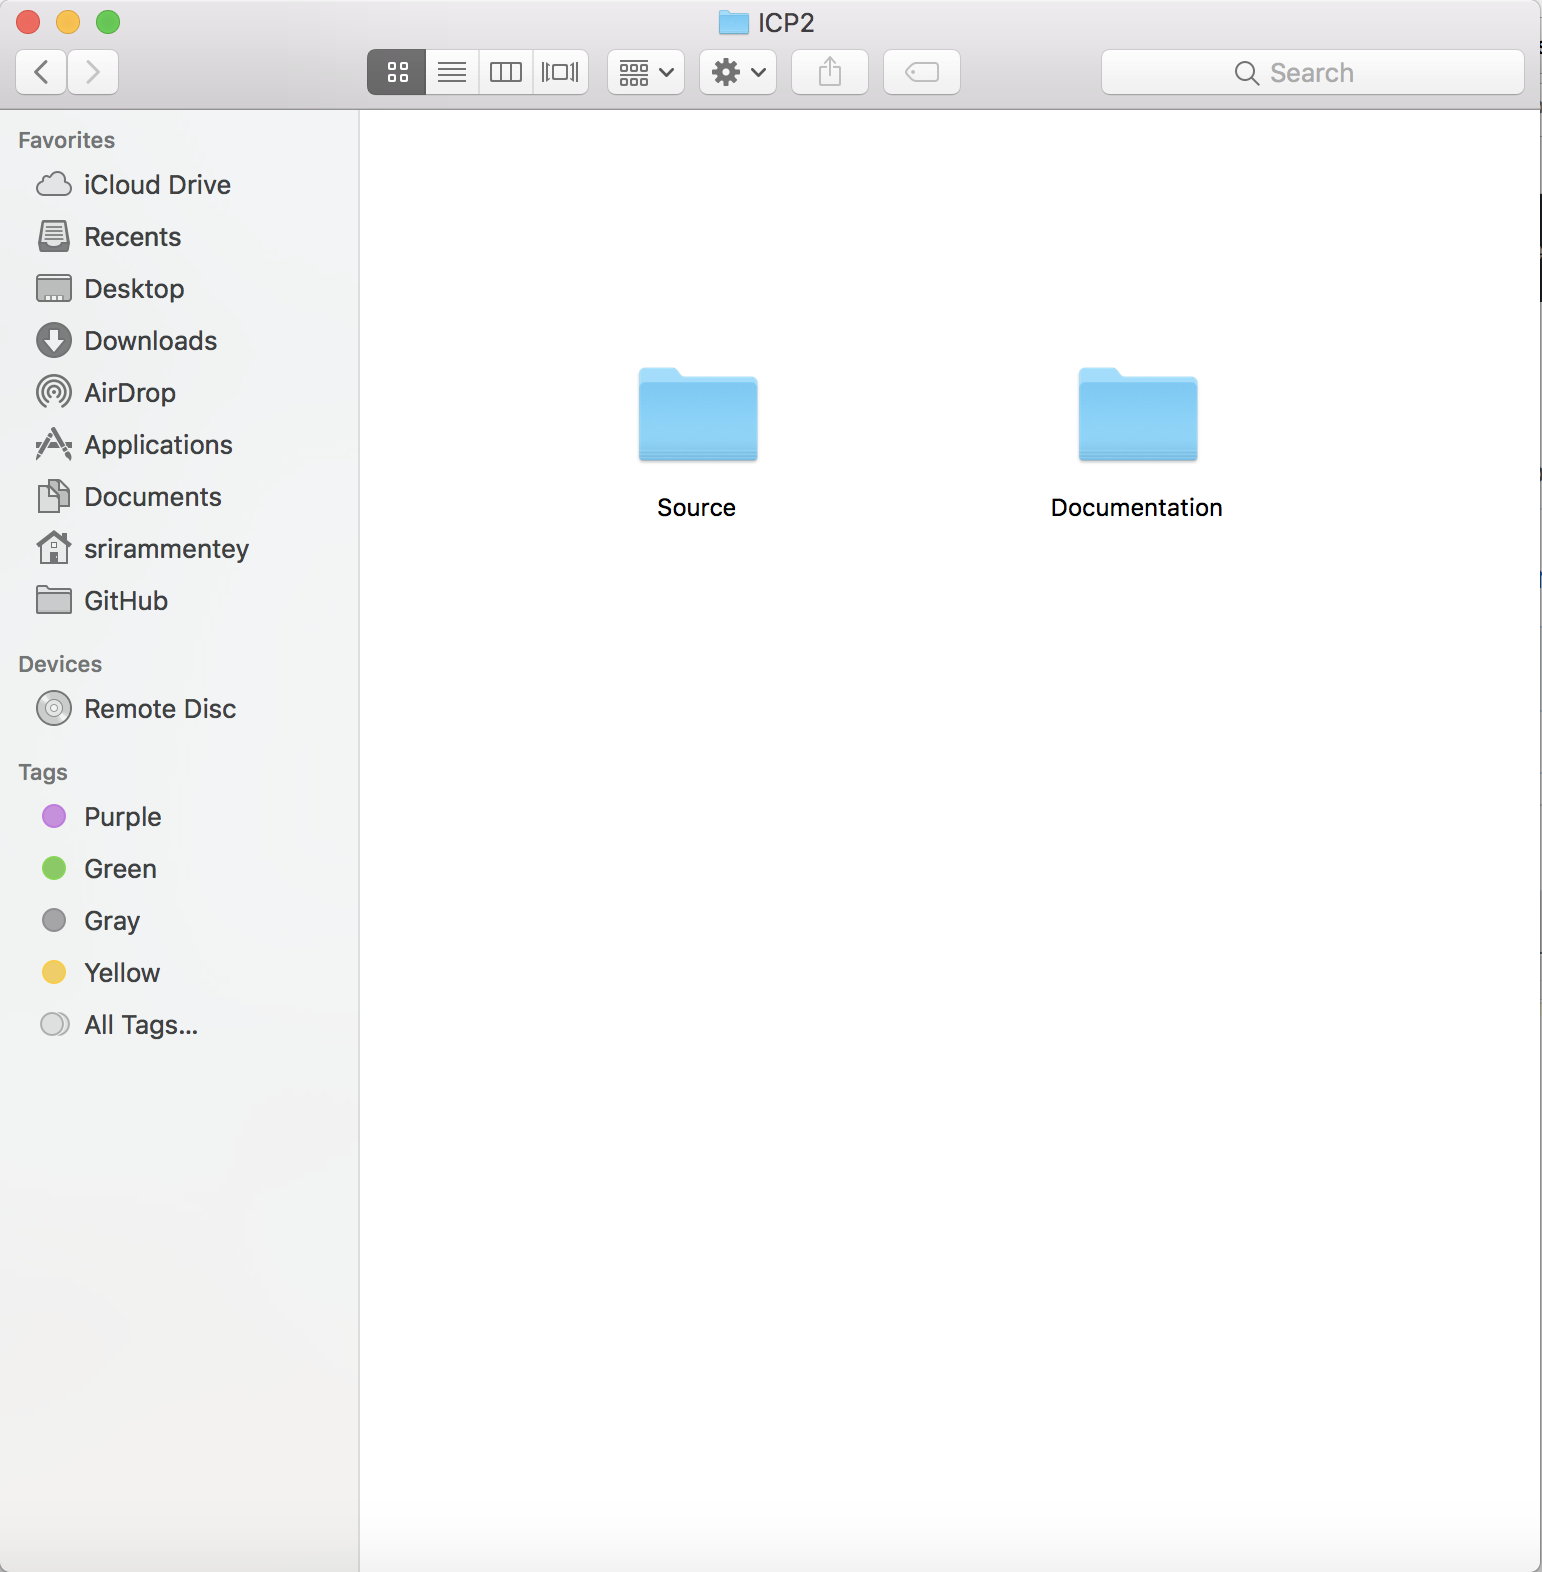 ICP2
Search
Favorites
iCloud Drive
Recents
Desktop
Downloads
AirDrop
Applications
Documents
srirammentey
GitHub
Devices
Remote Disc
Tags
Purple
Green
Gray
Yellow
All Tags...
Source
Documentation